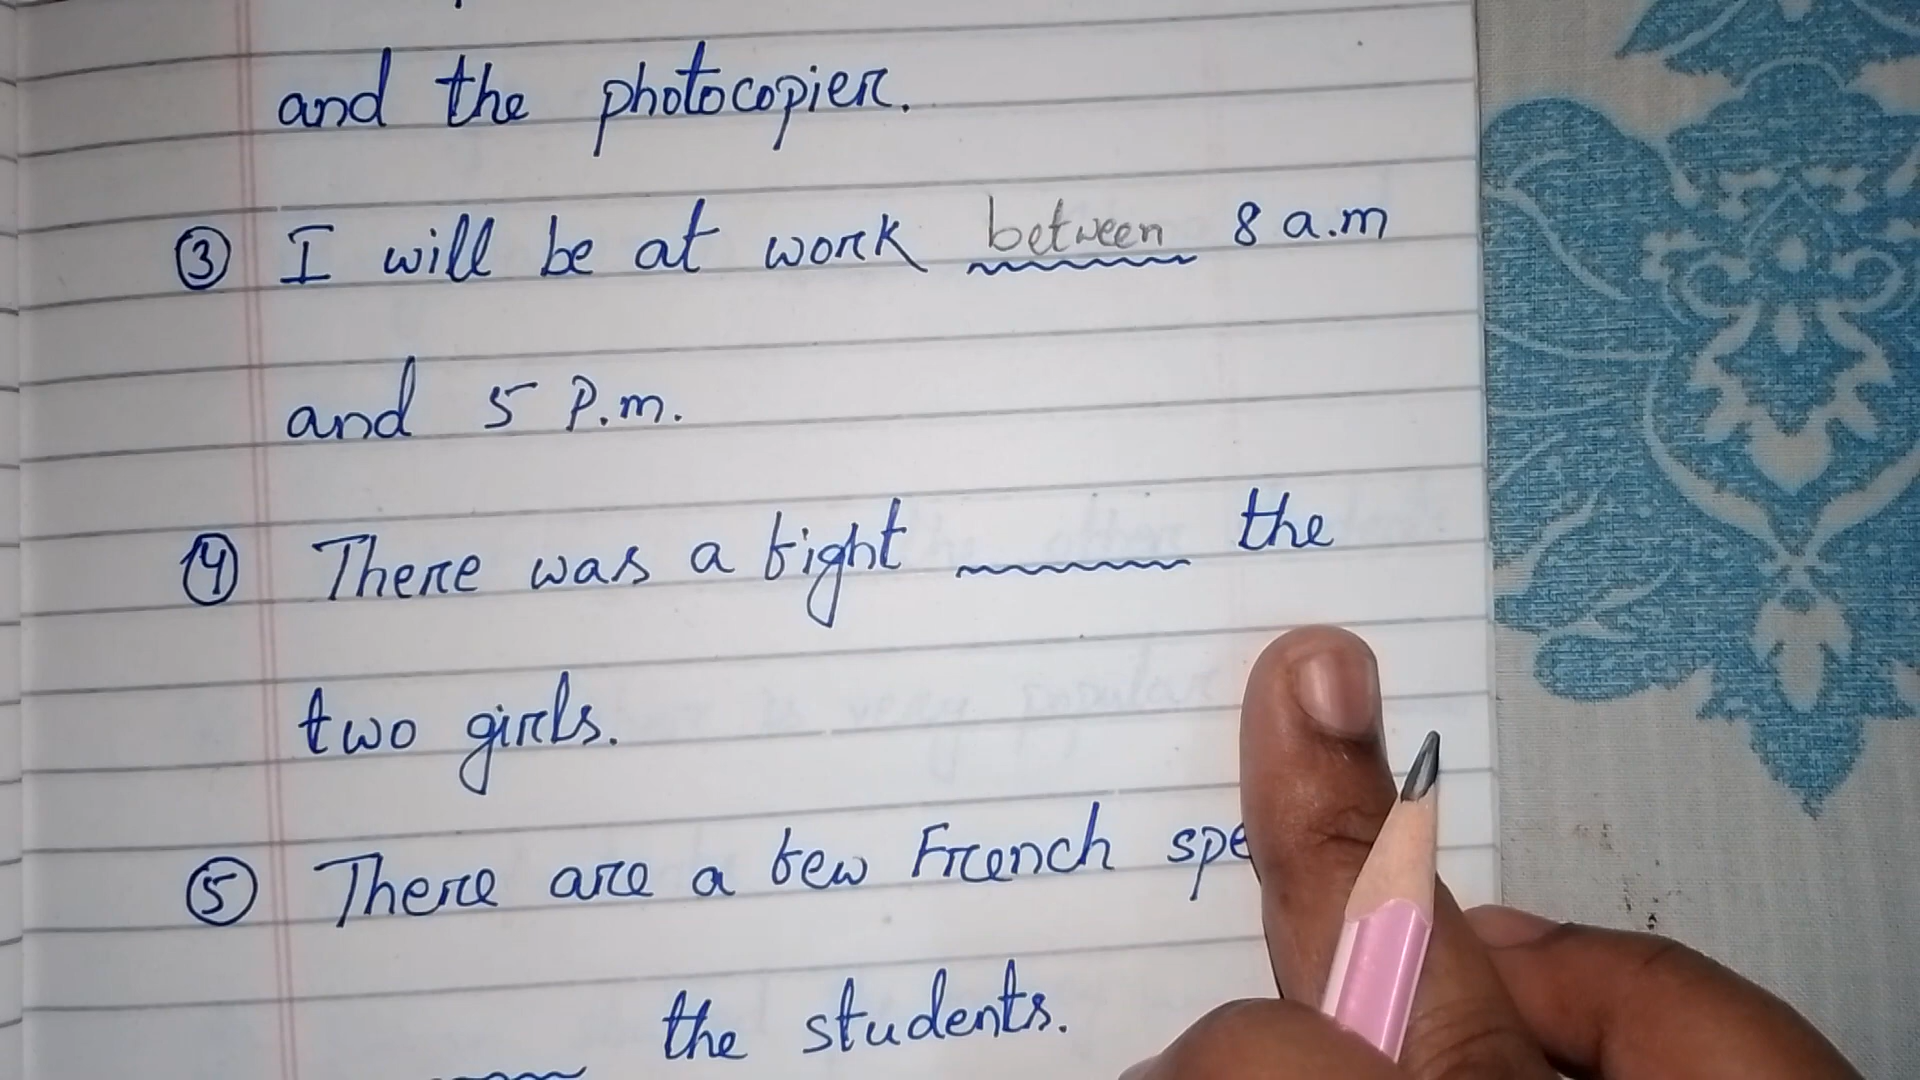 and the photocopier.
③ I will be at work between 8 a.m
and 5 P.m.
④ There was a fight the
two girls.
⑤ There are a few French
the students.